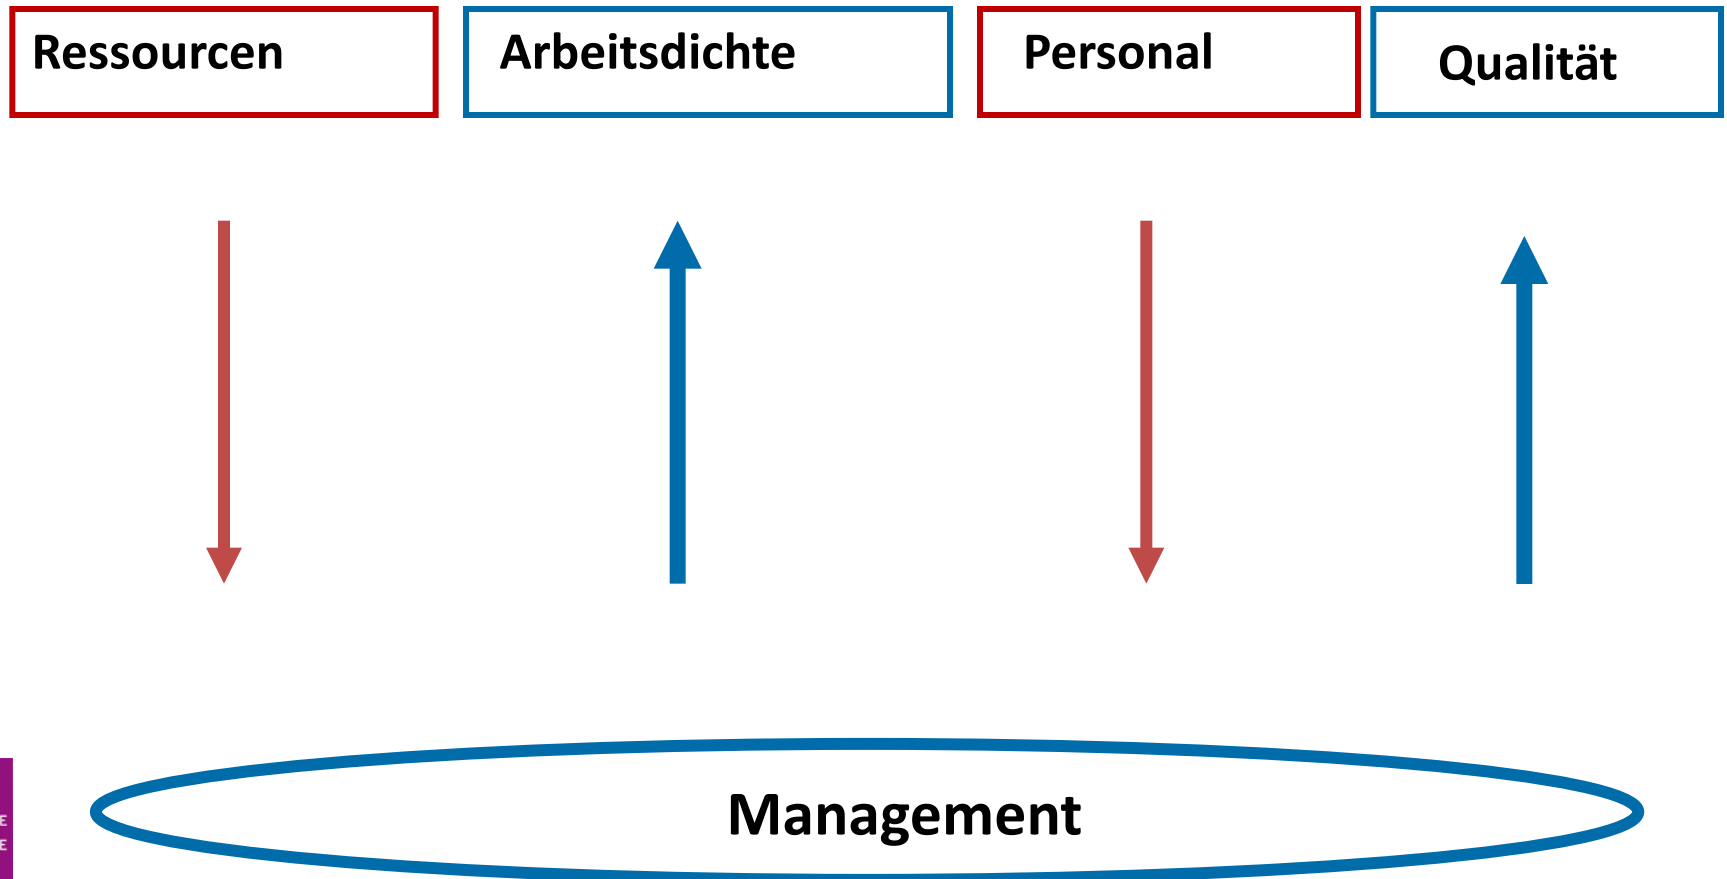 Ressourcen
Arbeitsdichte
Personal
Qualität
Management
E
E